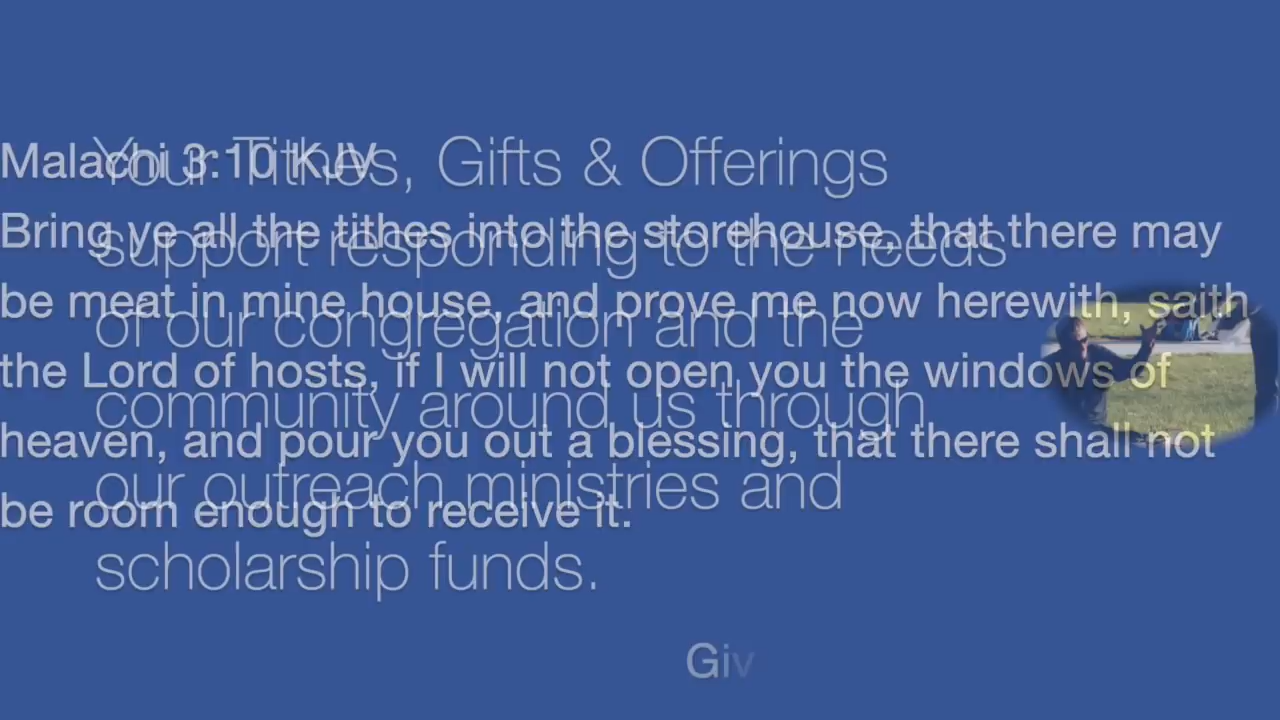 Malachi 3:10 KJV
Bring ye all the tithes into the storehouse, that there may
be meat in mine house, and prove me now herewith, saith
the Lord of hosts, if I will not open you the windows of
heaven, and pour you out a blessing, that there shall not
be room enough to receive it.
Your Tithes, Gifts & Offerings
support responding to the needs
of our congregation and the
community around us through
our outreach ministries and
scholarship funds.
Giv